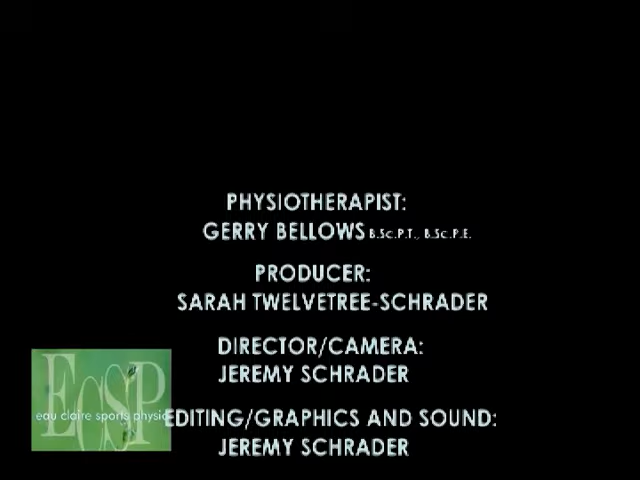 PHYSIOTHERAPIST:
GERRY BELLOWS B.Sc.P.T., B.Sc.P.E.
PRODUCER:
SARAH TWELVETREE-SCHRADER
DIRECTOR/CAMERA:
JEREMY SCHRADER
EDITING/GRAPHICS AND SOUND:
JEREMY SCHRADER
ECSP
eau claire sports physio